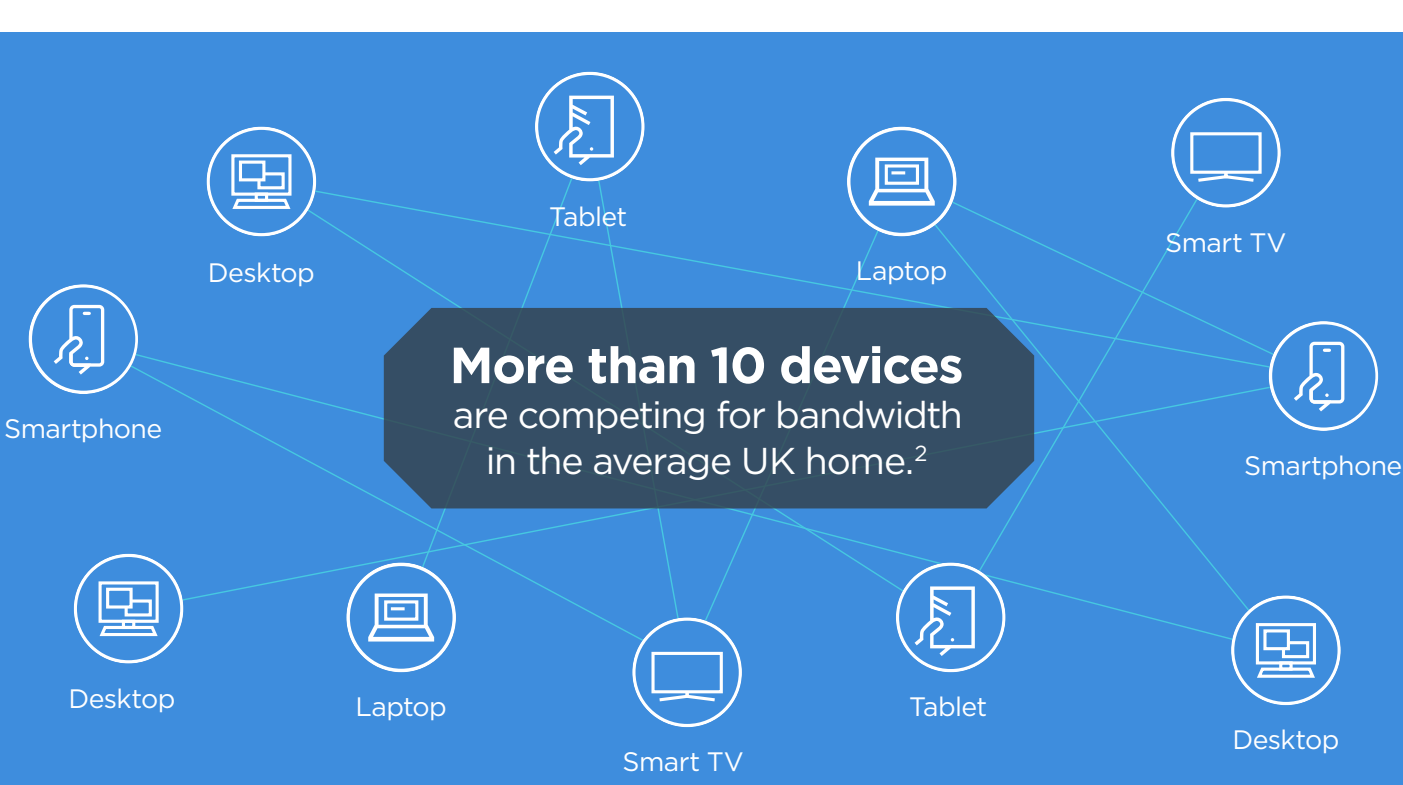 Tablet
Desktop
Laptop
Smart TV
More than 10 devices
are competing for bandwidth
in the average UK home.²
Smartphone
Smartphone
Desktop
Laptop
Smart TV
Tablet
Desktop